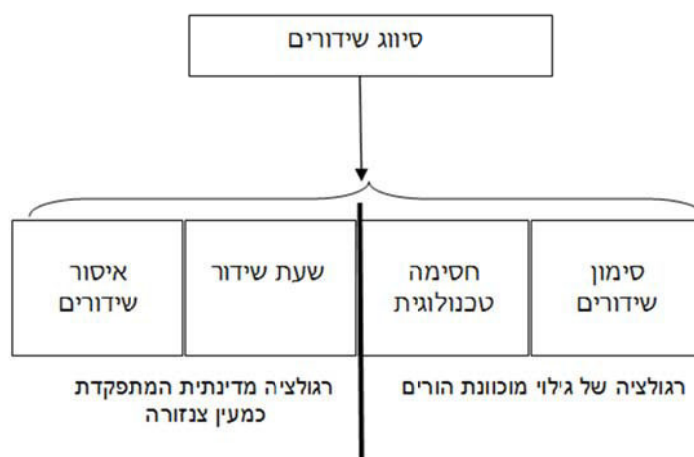 סיווג שידורים
סימון
שידורים
חסימה
טכנולוגית
שעת שידור
איסור
שידורים
רגולציה של גילוי מוכוונת הורים
רגולציה מדינתית המתפקדת
כמעין צנזורה